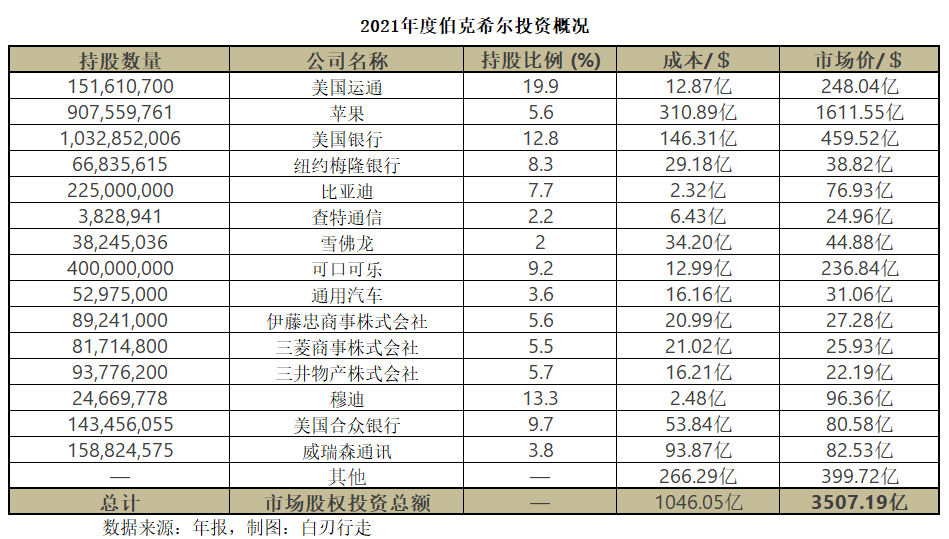 2021年度伯克希尔投资概况
持股数量 公司名称 持股比例 (%) 成本/＄ 市场价/＄
151,610,700 美国运通 19.9 12.87亿 248.04亿
907,559,761 苹果 5.6 310.89亿 1611.55亿
1,032,852,006 美国银行 12.8 146.31亿 459.52亿
66,835,615 纽约梅隆银行 8.3 29.18亿 38.82亿
225,000,000 比亚迪 7.7 2.32亿 76.93亿
3,828,941 查特通信 2.2 6.43亿 24.96亿
38,245,036 雪佛龙 2 34.20亿 44.88亿
400,000,000 可口可乐 9.2 12.99亿 236.84亿
52,975,000 通用汽车 3.6 16.16亿 31.06亿
89,241,000 伊藤忠商事株式会社 5.6 20.99亿 27.28亿
81,714,800 三菱商事株式会社 5.5 21.02亿 25.93亿
93,776,200 三井物产株式会社 5.7 16.21亿 22.19亿
24,669,778 穆迪 13.3 2.48亿 96.36亿
143,456,055 美国合众银行 9.7 53.84亿 80.58亿
158,824,575 威瑞森通讯 3.8 93.87亿 82.53亿
— 其他 — 266.29亿 399.72亿
总计 市场股权投资总额 — 1046.05亿 3507.19亿
数据来源：年报，制图：白刃行走